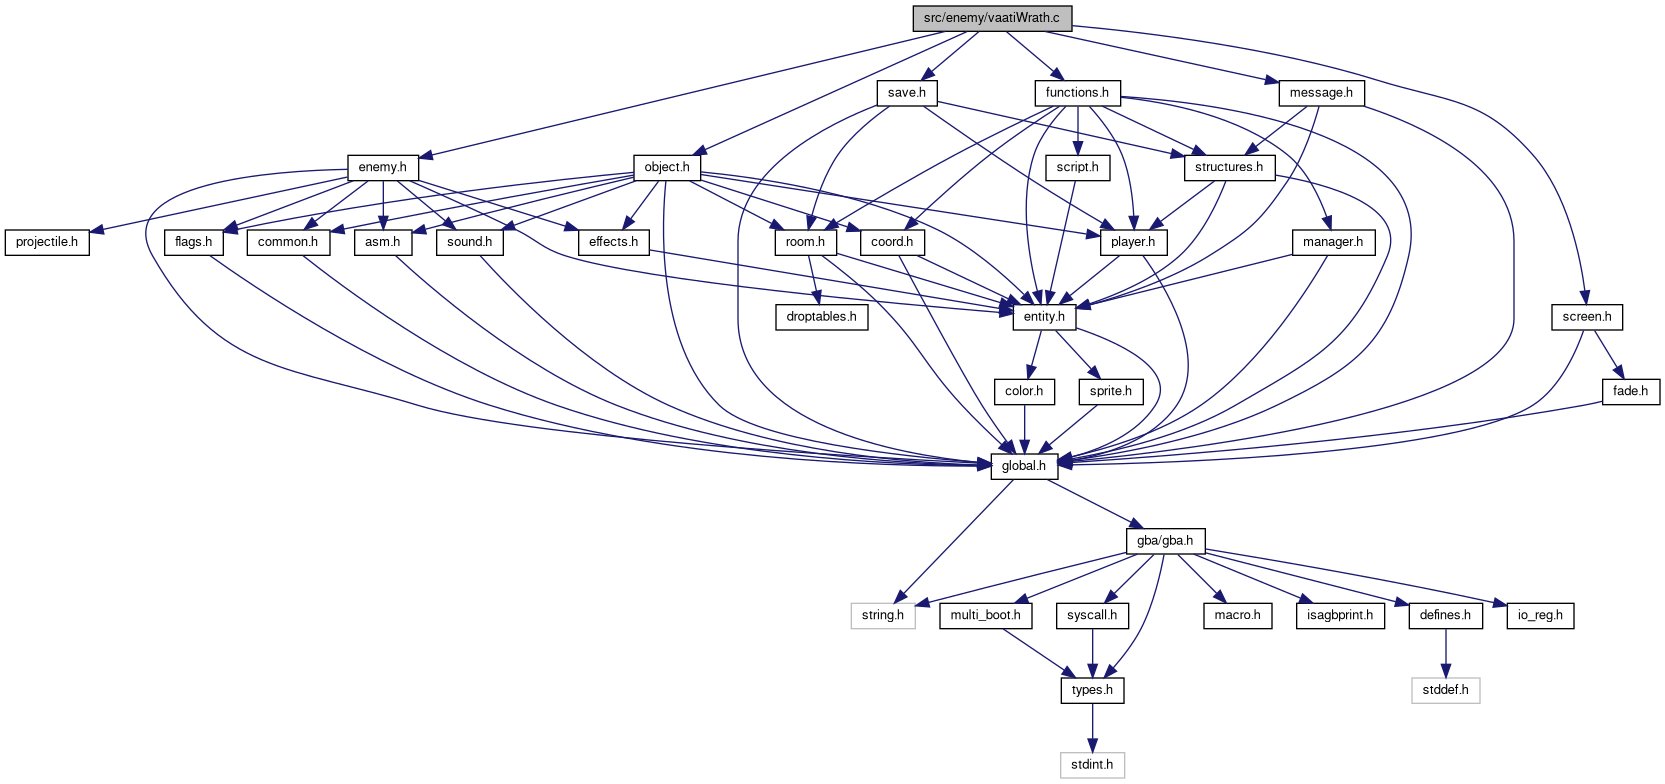 src/enemy/vaatiWrath.c
save.h
functions.h
message.h
enemy.h
object.h
script.h
structures.h
projectile.h
flags.h
common.h
asm.h
sound.h
effects.h
room.h
coord.h
player.h
manager.h
droptables.h
entity.h
screen.h
color.h
sprite.h
fade.h
global.h
gba/gba.h
string.h
multi_boot.h
syscall.h
macro.h
isagbprint.h
defines.h
io_reg.h
types.h
stddef.h
stdint.h